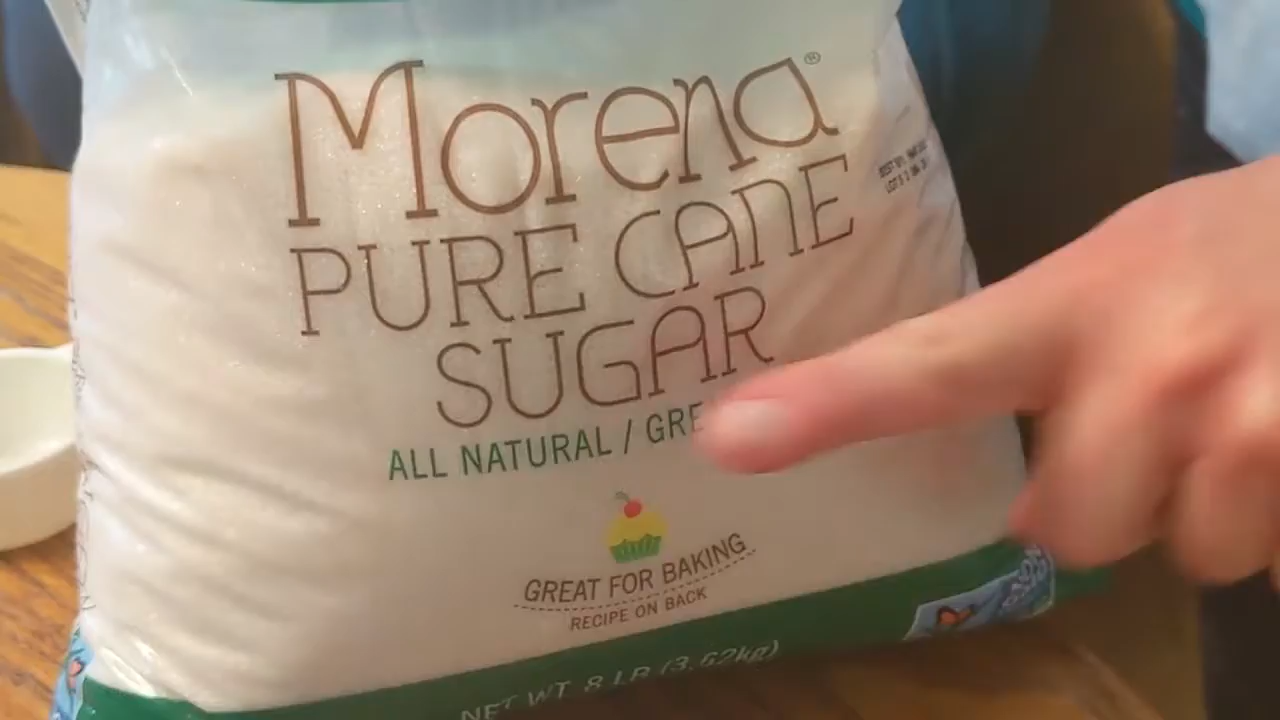 Morena®
PURE CANE
SUGAR
ALL NATURAL / GRE
GREAT FOR BAKING
RECIPE ON BACK
NET WT 8 LB (3.62kg)